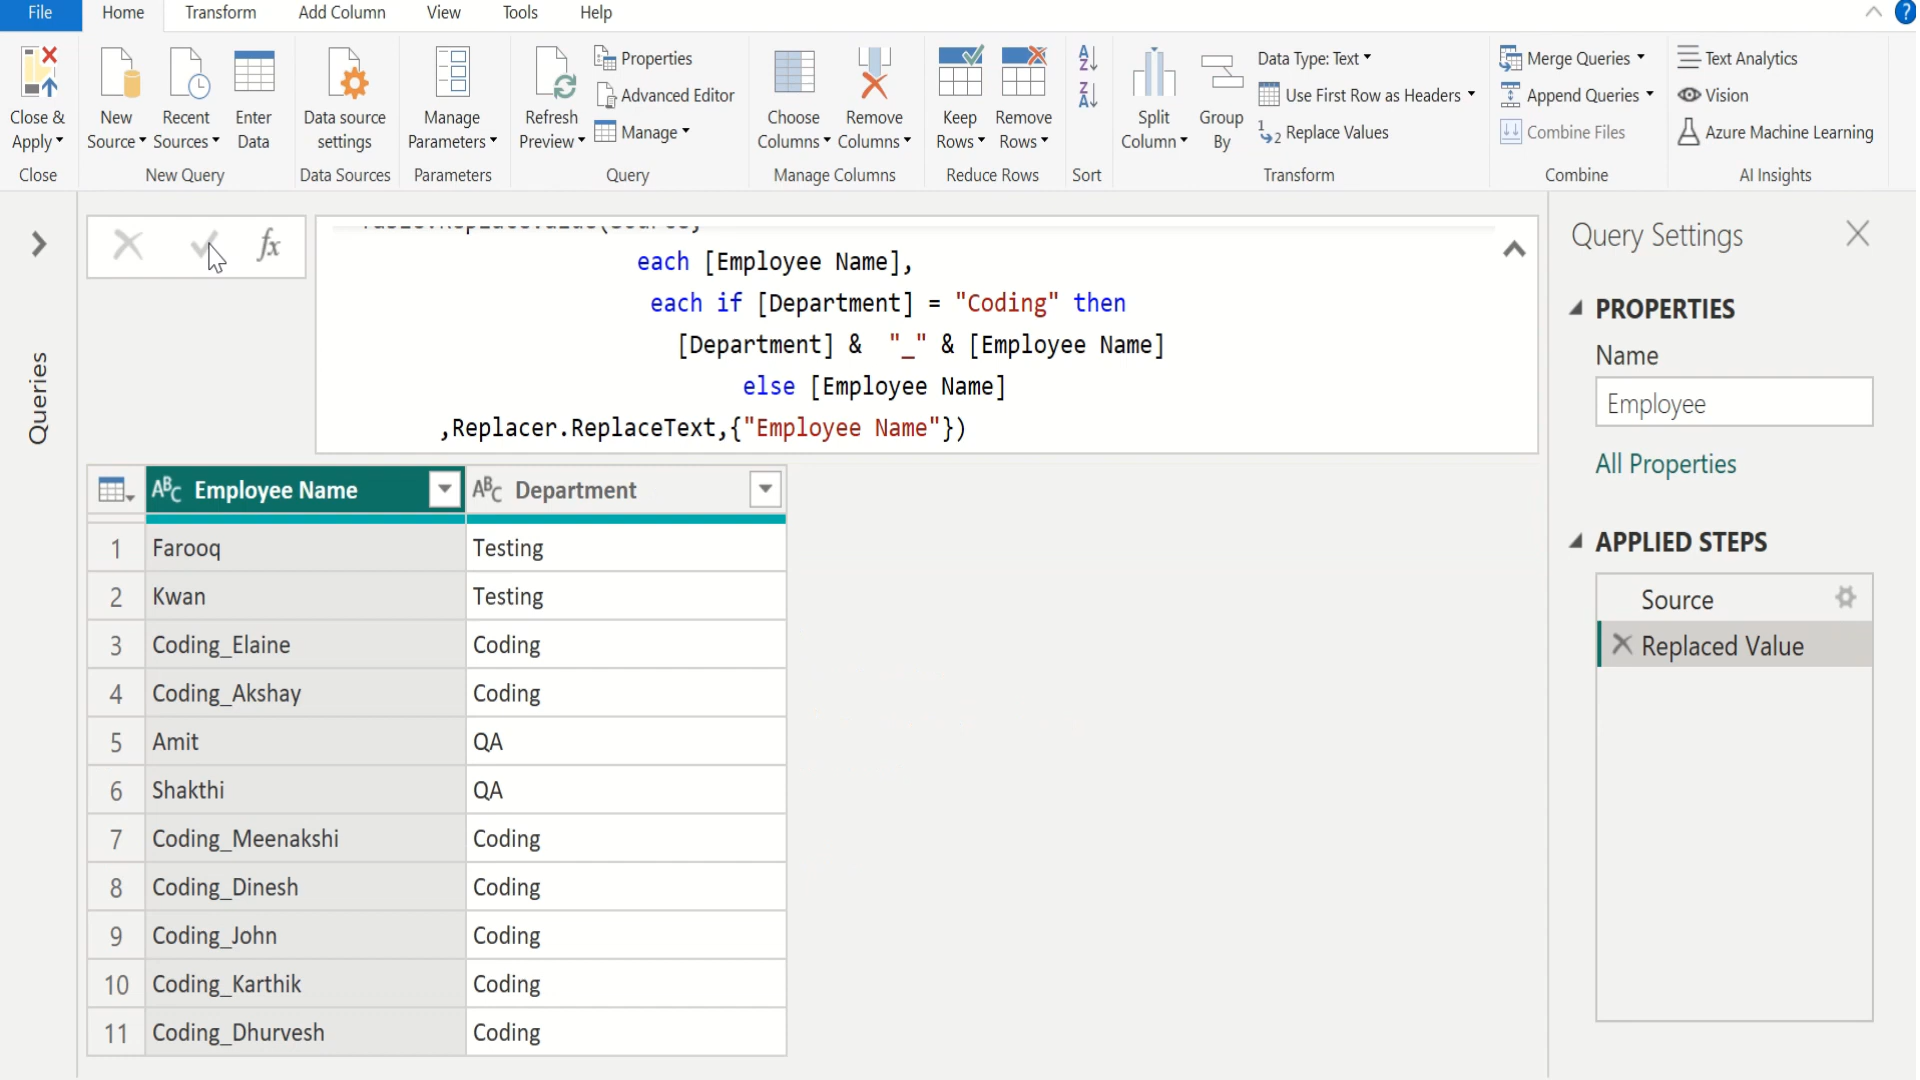 File Home Transform Add Column View Tools Help
Close & Apply
New Source
Recent Sources
Enter Data
Data source settings
Manage Parameters
Refresh Preview
Properties
Advanced Editor
Manage
Choose Columns
Remove Columns
Keep Rows
Remove Rows
Split Column
Group By
Data Type: Text
Use First Row as Headers
Replace Values
Merge Queries
Append Queries
Combine Files
Text Analytics
Vision
Azure Machine Learning
Close
New Query
Data Sources
Parameters
Query
Manage Columns
Reduce Rows
Sort
Transform
Combine
AI Insights
Queries
fx
Table.ReplaceValue(Source,
each [Employee Name],
each if [Department] = "Coding" then
[Department] & "_" & [Employee Name]
else [Employee Name]
,Replacer.ReplaceText,{"Employee Name"})
ABC Employee Name ABC Department
1 Farooq Testing
2 Kwan Testing
3 Coding_Elaine Coding
4 Coding_Akshay Coding
5 Amit QA
6 Shakthi QA
7 Coding_Meenakshi Coding
8 Coding_Dinesh Coding
9 Coding_John Coding
10 Coding_Karthik Coding
11 Coding_Dhurvesh Coding
Query Settings
PROPERTIES
Name
Employee
All Properties
APPLIED STEPS
Source
Replaced Value